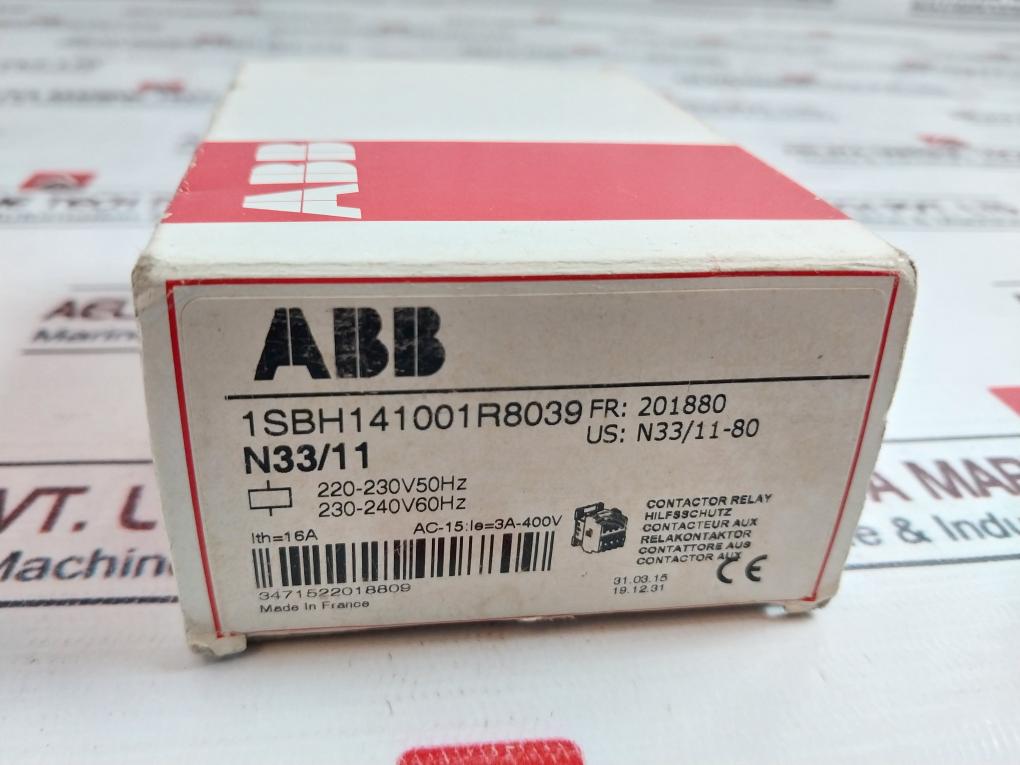 ABB
ABB
1SBH141001R8039 FR: 201880
US: N33/11-80
N33/11
220-230V50Hz
230-240V60Hz
Ith=16A
AC-15:Ie=3A-400V
3471522018809
Made in France
CONTACTOR RELAY
HILFSSCHUTZ
CONTACTEUR AUX
RELAKONTAKTOR
CONTATTORE AUS
CONTACTOR AUX
31.03.15
19.12.31
CE